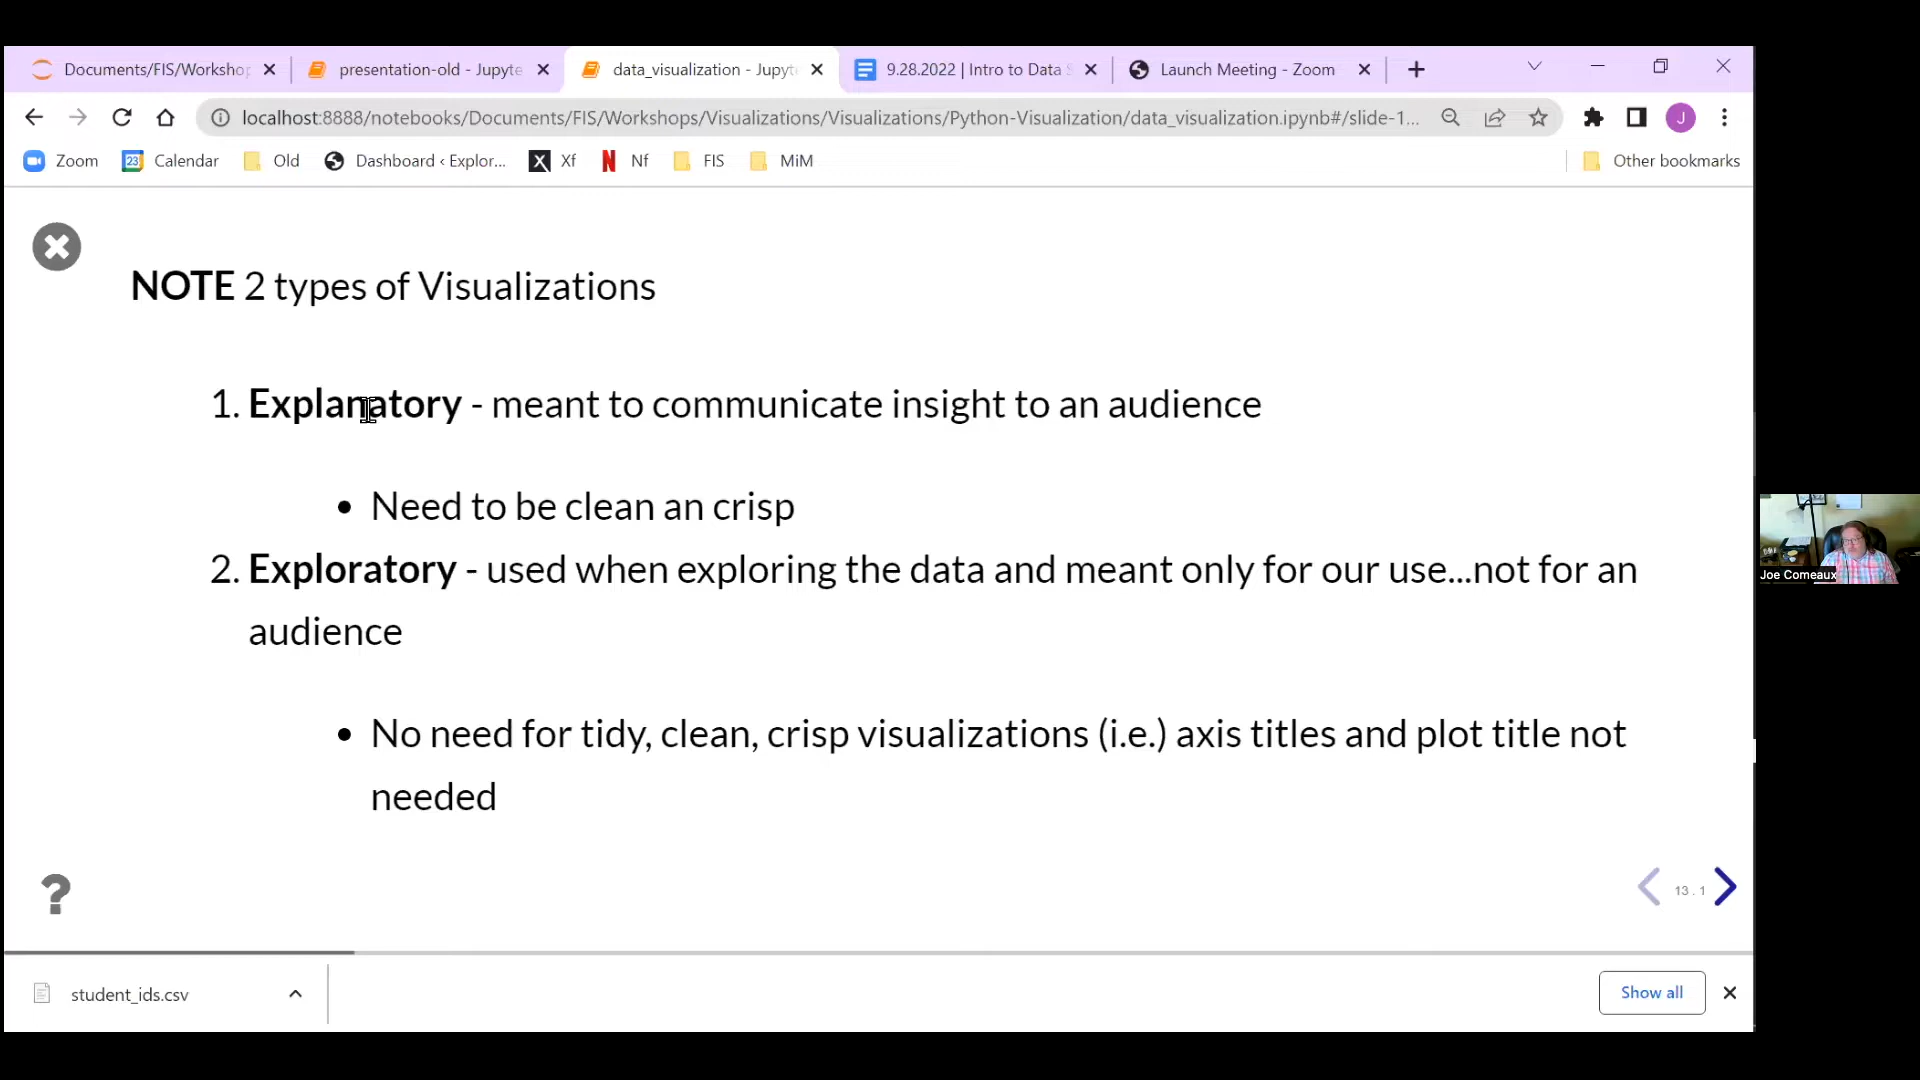 Documents/FIS/Workshop
presentation-old - Jupyte
data_visualization - Jupyt
9.28.2022 | Intro to Data S
Launch Meeting - Zoom
localhost:8888/notebooks/Documents/FIS/Workshops/Visualizations/Visualizations/Python-Visualization/data_visualization.ipynb#/slide-1...
J
Zoom
23
Calendar
Old
Dashboard ‹ Explor...
X
Xf
N
Nf
FIS
MiM
Other bookmarks
NOTE 2 types of Visualizations
1. Explanatory - meant to communicate insight to an audience
• Need to be clean an crisp
2. Exploratory - used when exploring the data and meant only for our use...not for an
audience
• No need for tidy, clean, crisp visualizations (i.e.) axis titles and plot title not
needed
Joe Comeaux
?
13.1
student_ids.csv
Show all